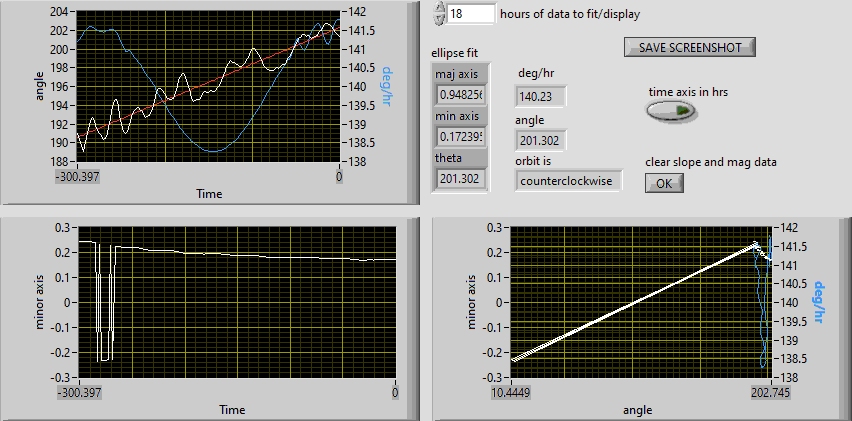 204
202
200
198
196
194
192
190
188
angle
142
141.5
141
140.5
140
139.5
139
138.5
138
deg/hr
-300.397
0
Time
18
hours of data to fit/display
SAVE SCREENSHOT
ellipse fit
maj axis
0.948256
min axis
0.172395
theta
201.302
deg/hr
140.23
angle
201.302
orbit is
counterclockwise
time axis in hrs
clear slope and mag data
OK
0.3
0.2
0.1
0
-0.1
-0.2
-0.3
minor axis
-300.397
0
Time
0.3
0.2
0.1
0
-0.1
-0.2
-0.3
minor axis
142
141.5
141
140.5
140
139.5
139
138.5
138
deg/hr
10.4449
202.745
angle